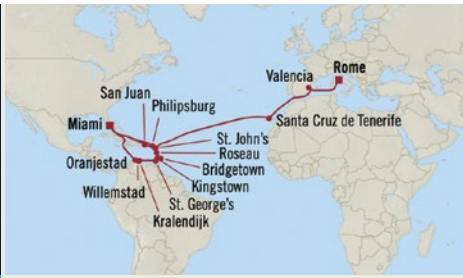 Rome
Valencia
San Juan
Philipsburg
Miami
Santa Cruz de Tenerife
St. John's
Roseau
Oranjestad
Bridgetown
Kingstown
Willemstad
St. George's
Kralendijk